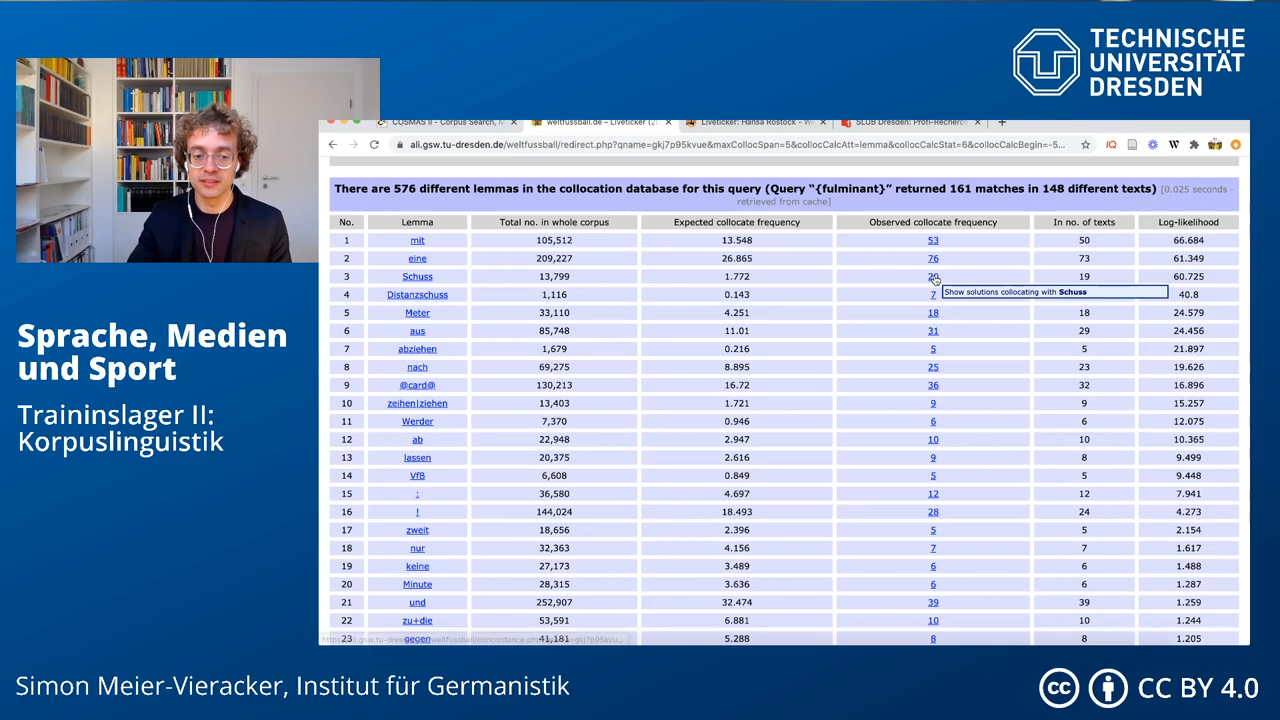 TECHNISCHE
UNIVERSITÄT
DRESDEN
COSMAS II - Corpus Search, weltfussball.de – Liveticker Liveticker: Hansa Rostock - SLUB Dresden: Profi-Recherc
ali.gsw.tu-dresden.de/weltfussball/redirect.php?qname=gkj7p95kvue&maxCollocSpan=5&collocCalcAtt=lemma&collocCalcStat=6&collocCalcBegin=-5...
There are 576 different lemmas in the collocation database for this query (Query “{fulminant}” returned 161 matches in 148 different texts) [0.025 seconds -
retrieved from cache]
No. Lemma Total no. in whole corpus Expected collocate frequency Observed collocate frequency In no. of texts Log-likelihood
1 mit 105,512 13.548 53 50 66.684
2 eine 209,227 26.865 76 73 61.349
3 Schuss 13,799 1.772 20 19 60.725
4 Distanzschuss 1,116 0.143 7 40.8
Show solutions collocating with Schuss
5 Meter 33,110 4.251 18 18 24.579
6 aus 85,748 11.01 31 29 24.456
7 abziehen 1,679 0.216 5 5 21.897
8 nach 69,275 8.895 25 23 19.626
9 @card@ 130,213 16.72 36 32 16.896
10 zeihen|ziehen 13,403 1.721 9 9 15.257
11 Werder 7,370 0.946 6 6 12.075
12 ab 22,948 2.947 10 10 10.365
13 lassen 20,375 2.616 9 8 9.499
14 VfB 6,608 0.849 5 5 9.448
15 : 36,580 4.697 12 12 7.941
16 ! 144,024 18.493 28 24 4.273
17 zweit 18,656 2.396 5 5 2.154
18 nur 32,363 4.156 7 7 1.617
19 keine 27,173 3.489 6 6 1.488
20 Minute 28,315 3.636 6 6 1.287
21 und 252,907 32.474 39 39 1.259
22 zu+die 53,591 6.881 10 10 1.244
23 gegen 41,181 5.288 8 8 1.205
Sprache, Medien
und Sport
Traininslager II:
Korpuslinguistik
Simon Meier-Vieracker, Institut für Germanistik
cc CC BY 4.0